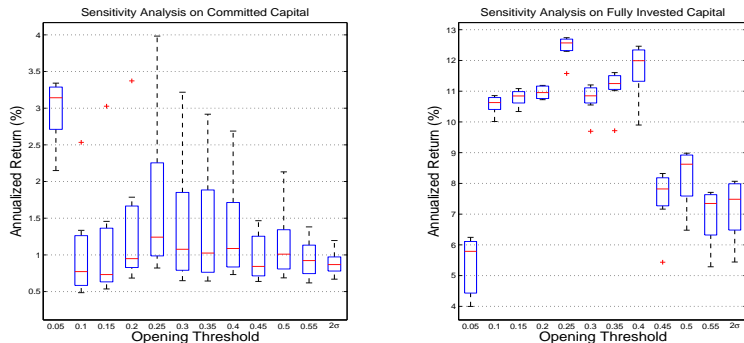 Sensitivity Analysis on Committed Capital
4
3.5
3
2.5
2
1.5
1
0.5
Annualized Return (%)
0.05 0.1 0.15 0.2 0.25 0.3 0.35 0.4 0.45 0.5 0.55 2σ
Opening Threshold
Sensitivity Analysis on Fully Invested Capital
13
12
11
10
9
8
7
6
5
4
Annualized Return (%)
0.05 0.1 0.15 0.2 0.25 0.3 0.35 0.4 0.45 0.5 0.55 2σ
Opening Threshold